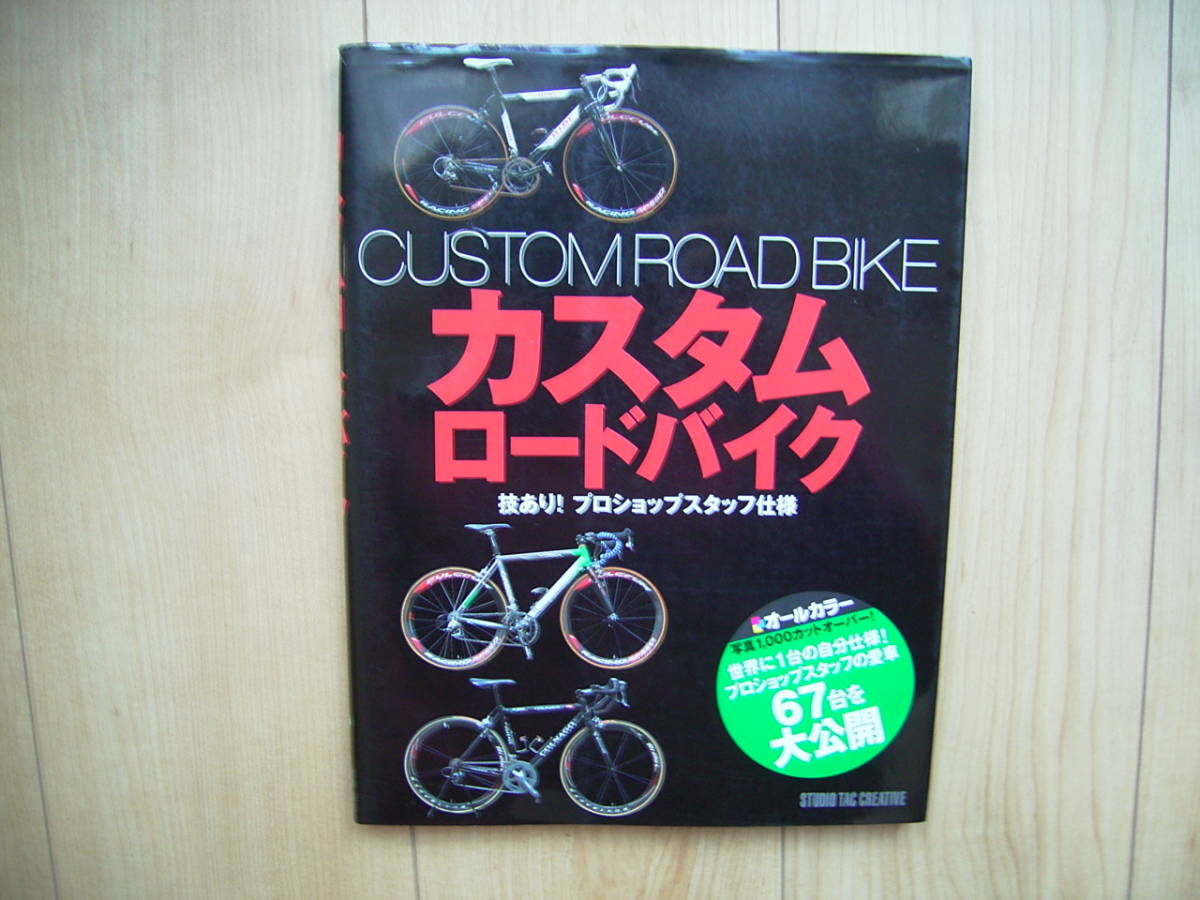 FULCRUM
RACING SPEED
CUSTOM ROAD BIKE
カスタム
ロードバイク
技あり! プロショップスタッフ仕様
FULCRUM
オールカラー
写真1,000カットオーバー!
世界に1台の自分仕様!
プロショップスタッフの愛車
67台を
大公開
STUDIO TAC CREATIVE